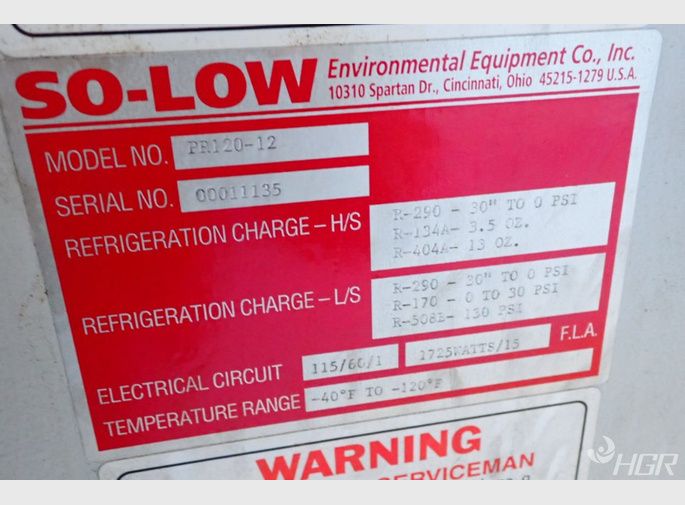 SO-LOW
Environmental Equipment Co., Inc.
10310 Spartan Dr., Cincinnati, Ohio 45215-1279 U.S.A.
MODEL NO. PR120-12
SERIAL NO. 00011135
REFRIGERATION CHARGE – H/S
R-290 - 30" TO 0 PSI
R-134A- 3.5 OZ.
R-404A- 13 OZ.
REFRIGERATION CHARGE – L/S
R-290 - 30" TO 0 PSI
R-170 - 0 TO 30 PSI
R-508B- 130 PSI
ELECTRICAL CIRCUIT 115/60/1 1725WATTS/15 F.L.A.
TEMPERATURE RANGE -40°F TO -120°F
WARNING
SERVICEMAN
HGR